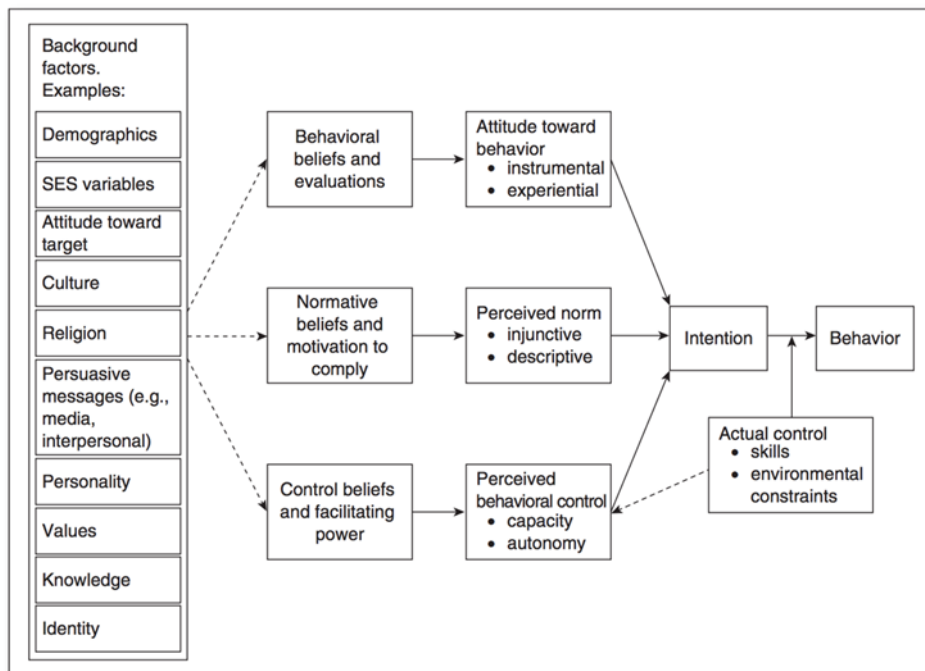 Background
factors.
Examples:
Demographics
SES variables
Attitude toward
target
Culture
Religion
Persuasive
messages (e.g.,
media,
interpersonal)
Personality
Values
Knowledge
Identity
Behavioral
beliefs and
evaluations
Attitude toward
behavior
• instrumental
• experiential
Normative
beliefs and
motivation to
comply
Perceived norm
• injunctive
• descriptive
Control beliefs
and facilitating
power
Perceived
behavioral control
• capacity
• autonomy
Intention
Behavior
Actual control
• skills
• environmental
constraints